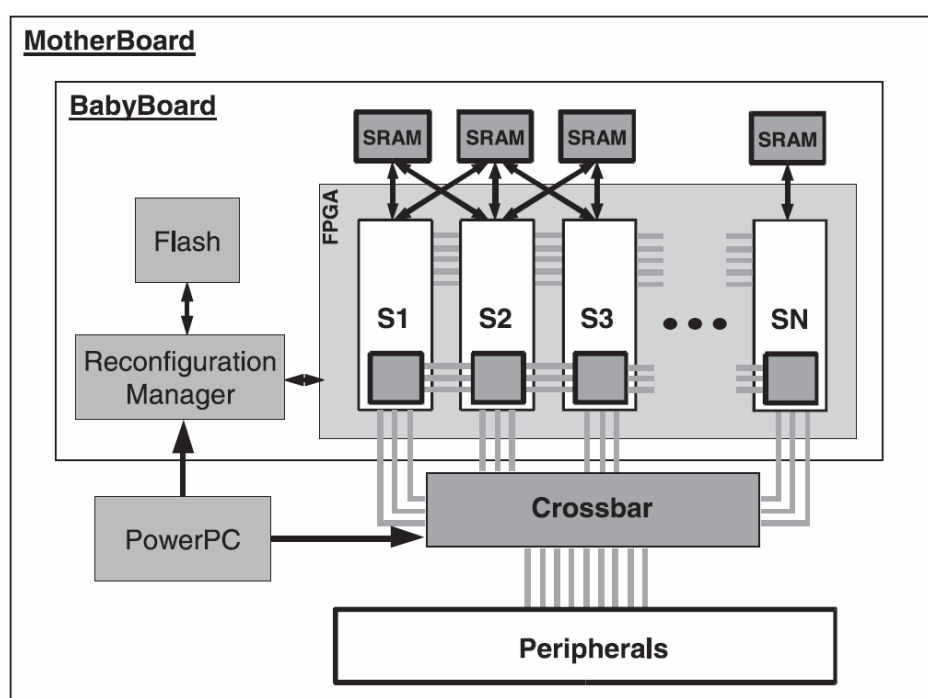 MotherBoard
BabyBoard
SRAM
SRAM
SRAM
SRAM
FPGA
Flash
S1
S2
S3
SN
Reconfiguration
Manager
PowerPC
Crossbar
Peripherals